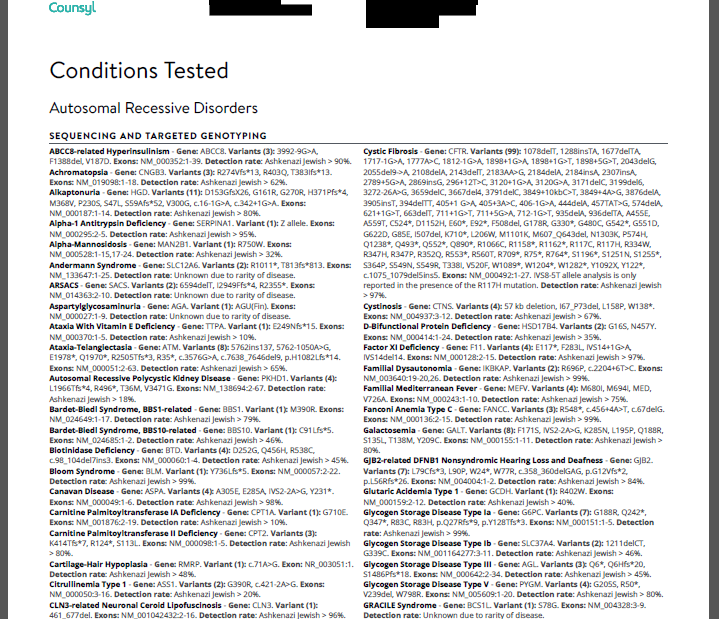 Counsyl
Conditions Tested
Autosomal Recessive Disorders
SEQUENCING AND TARGETED GENOTYPING
ABCC8-related Hyperinsulinism - Gene: ABCC8. Variants (3): 3992-9G>A,
F1388del, V187D. Exons: NM_000352:1-39. Detection rate: Ashkenazi Jewish > 90%.
Achromatopsia - Gene: CNGB3. Variants (3): R274Vfs*13, R403Q, T383Ifs*13.
Exons: NM_019098:1-18. Detection rate: Ashkenazi Jewish > 62%.
Alkaptonuria - Gene: HGD. Variants (11): D153GfsX26, G161R, G270R, H371Pfs*4,
M368V, P230S, S47L, S59Afs*52, V300G, c.16-1G>A, c.342+1G>A. Exons:
NM_000187:1-14. Detection rate: Ashkenazi Jewish > 80%.
Alpha-1 Antitrypsin Deficiency - Gene: SERPINA1. Variant (1): Z allele. Exons:
NM_000295:2-5. Detection rate: Ashkenazi Jewish > 95%.
Alpha-Mannosidosis - Gene: MAN2B1. Variant (1): R750W. Exons:
NM_000528:1-15,17-24. Detection rate: Ashkenazi Jewish > 32%.
Andermann Syndrome - Gene: SLC12A6. Variants (2): R1011*, T813fs*813. Exons:
NM_133647:1-25. Detection rate: Unknown due to rarity of disease.
ARSACS - Gene: SACS. Variants (2): 6594delT, I2949Ffs*4, R2355*. Exons:
NM_014363:2-10. Detection rate: Unknown due to rarity of disease.
Aspartylglycosaminuria - Gene: AGA. Variant (1): AGU(Fin). Exons:
NM_000027:1-9. Detection rate: Unknown due to rarity of disease.
Ataxia With Vitamin E Deficiency - Gene: TTPA. Variant (1): E249Nfs*15. Exons:
NM_000370:1-5. Detection rate: Ashkenazi Jewish > 10%.
Ataxia-Telangiectasia - Gene: ATM. Variants (8): 5762ins137, 5762-1050A>G,
E1978*, Q1970*, R2505Tfs*3, R35*, c.3576G>A, c.7638_7646del9, p.H1082Lfs*14.
Exons: NM_000051:2-63. Detection rate: Ashkenazi Jewish > 65%.
Autosomal Recessive Polycystic Kidney Disease - Gene: PKHD1. Variants (4):
L1966Tfs*4, R496*, T36M, V3471G. Exons: NM_138694:2-67. Detection rate:
Ashkenazi Jewish > 18%.
Bardet-Biedl Syndrome, BBS1-related - Gene: BBS1. Variant (1): M390R. Exons:
NM_024649:1-17. Detection rate: Ashkenazi Jewish > 79%.
Bardet-Biedl Syndrome, BBS10-related - Gene: BBS10. Variant (1): C91Lfs*5.
Exons: NM_024685:1-2. Detection rate: Ashkenazi Jewish > 46%.
Biotinidase Deficiency - Gene: BTD. Variants (4): D252G, Q456H, R538C,
c.98_104del7ins3. Exons: NM_000060:1-4. Detection rate: Ashkenazi Jewish > 45%.
Bloom Syndrome - Gene: BLM. Variant (1): Y736Lfs*5. Exons: NM_000057:2-22.
Detection rate: Ashkenazi Jewish > 99%.
Canavan Disease - Gene: ASPA. Variants (4): A305E, E285A, IVS2-2A>G, Y231*.
Exons: NM_000049:1-6. Detection rate: Ashkenazi Jewish > 98%.
Carnitine Palmitoyltransferase IA Deficiency - Gene: CPT1A. Variant (1): G710E.
Exons: NM_001876:2-19. Detection rate: Ashkenazi Jewish > 10%.
Carnitine Palmitoyltransferase II Deficiency - Gene: CPT2. Variants (3):
K414Tfs*7, R124*, S113L. Exons: NM_000098:1-5. Detection rate: Ashkenazi Jewish
> 80%.
Cartilage-Hair Hypoplasia - Gene: RMRP. Variant (1): c.71A>G. Exon: NR_003051:1.
Detection rate: Ashkenazi Jewish > 48%.
Citrullinemia Type 1 - Gene: ASS1. Variants (2): G390R, c.421-2A>G. Exons:
NM_000050:3-16. Detection rate: Ashkenazi Jewish > 20%.
CLN3-related Neuronal Ceroid Lipofuscinosis - Gene: CLN3. Variant (1):
461_677del. Exons: NM_001042432:2-16. Detection rate: Ashkenazi Jewish > 96%.
Cystic Fibrosis - Gene: CFTR. Variants (99): 1078delT, 1288insTA, 1677delTA,
1717-1G>A, 1777A>C, 1812-1G>A, 1898+1G>A, 1898+1G>T, 1898+5G>T, 2043delG,
2055del9->A, 2108delA, 2143delT, 2183AA>G, 2184delA, 2184insA, 2307insA,
2789+5G>A, 2869insG, 296+12T>C, 3120+1G>A, 3120G>A, 3171delC, 3199del6,
3272-26A>G, 3659delC, 3667del4, 3791delC, 3849+10kbC>T, 3849+4A>G, 3876delA,
3905insT, 394delTT, 405+1 G>A, 405+3A>C, 406-1G>A, 444delA, 457TAT>G, 574delA,
621+1G>T, 663delT, 711+1G>T, 711+5G>A, 712-1G>T, 935delA, 936delTA, A455E,
A559T, C524*, D1152H, E60*, E92*, F508del, G178R, G330*, G480C, G542*, G551D,
G622D, G85E, I507del, K710*, L206W, M1101K, M607_Q643del, N1303K, P574H,
Q1238*, Q493*, Q552*, Q890*, R1066C, R1158*, R1162*, R117C, R117H, R334W,
R347H, R347P, R352Q, R553*, R560T, R709*, R75*, R764*, S1196*, S1251N, S1255*,
S364P, S549N, S549R, T338I, V520F, W1089*, W1204*, W1282*, Y1092X, Y122*,
c.1075_1079del5ins5. Exons: NM_000492:1-27. IVS8-5T allele analysis is only
reported in the presence of the R117H mutation. Detection rate: Ashkenazi Jewish
> 97%.
Cystinosis - Gene: CTNS. Variants (4): 57 kb deletion, I67_P73del, L158P, W138*.
Exons: NM_004937:3-12. Detection rate: Ashkenazi Jewish > 67%.
D-Bifunctional Protein Deficiency - Gene: HSD17B4. Variants (2): G16S, N457Y.
Exons: NM_000414:1-24. Detection rate: Ashkenazi Jewish > 35%.
Factor XI Deficiency - Gene: F11. Variants (4): E117*, F283L, IVS14+1G>A,
IVS14del14. Exons: NM_000128:2-15. Detection rate: Ashkenazi Jewish > 97%.
Familial Dysautonomia - Gene: IKBKAP. Variants (2): R696P, c.2204+6T>C. Exons:
NM_003640:19-20,26. Detection rate: Ashkenazi Jewish > 99%.
Familial Mediterranean Fever - Gene: MEFV. Variants (4): M680I, M694I, MED,
V726A. Exons: NM_000243:1-10. Detection rate: Ashkenazi Jewish > 75%.
Fanconi Anemia Type C - Gene: FANCC. Variants (3): R548*, c.456+4A>T, c.67delG.
Exons: NM_000136:2-15. Detection rate: Ashkenazi Jewish > 99%.
Galactosemia - Gene: GALT. Variants (8): F171S, IVS2-2A>G, K285N, L195P, Q188R,
S135L, T138M, Y209C. Exons: NM_000155:1-11. Detection rate: Ashkenazi Jewish >
80%.
GJB2-related DFNB1 Nonsyndromic Hearing Loss and Deafness - Gene: GJB2.
Variants (7): L79Cfs*3, L90P, W24*, W77R, c.358_360delGAG, p.G12Vfs*2,
p.L56Rfs*26. Exons: NM_004004:1-2. Detection rate: Ashkenazi Jewish > 84%.
Glutaric Acidemia Type 1 - Gene: GCDH. Variant (1): R402W. Exons:
NM_000159:2-12. Detection rate: Ashkenazi Jewish > 40%.
Glycogen Storage Disease Type Ia - Gene: G6PC. Variants (7): G188R, Q242*,
Q347*, R83C, R83H, p.Q27Rfs*9, p.Y128Tfs*3. Exons: NM_000151:1-5. Detection
rate: Ashkenazi Jewish > 99%.
Glycogen Storage Disease Type Ib - Gene: SLC37A4. Variants (2): 1211delCT,
G339C. Exons: NM_001164277:3-11. Detection rate: Ashkenazi Jewish > 46%.
Glycogen Storage Disease Type III - Gene: AGL. Variants (3): Q6*, Q6Hfs*20,
S1486Pfs*18. Exons: NM_000642:2-34. Detection rate: Ashkenazi Jewish > 45%.
Glycogen Storage Disease Type V - Gene: PYGM. Variants (4): G205S, R50*,
V239del, W798R. Exons: NM_005609:1-20. Detection rate: Ashkenazi Jewish > 80%.
GRACILE Syndrome - Gene: BCS1L. Variant (1): S78G. Exons: NM_004328:3-9.
Detection rate: Unknown due to rarity of disease.